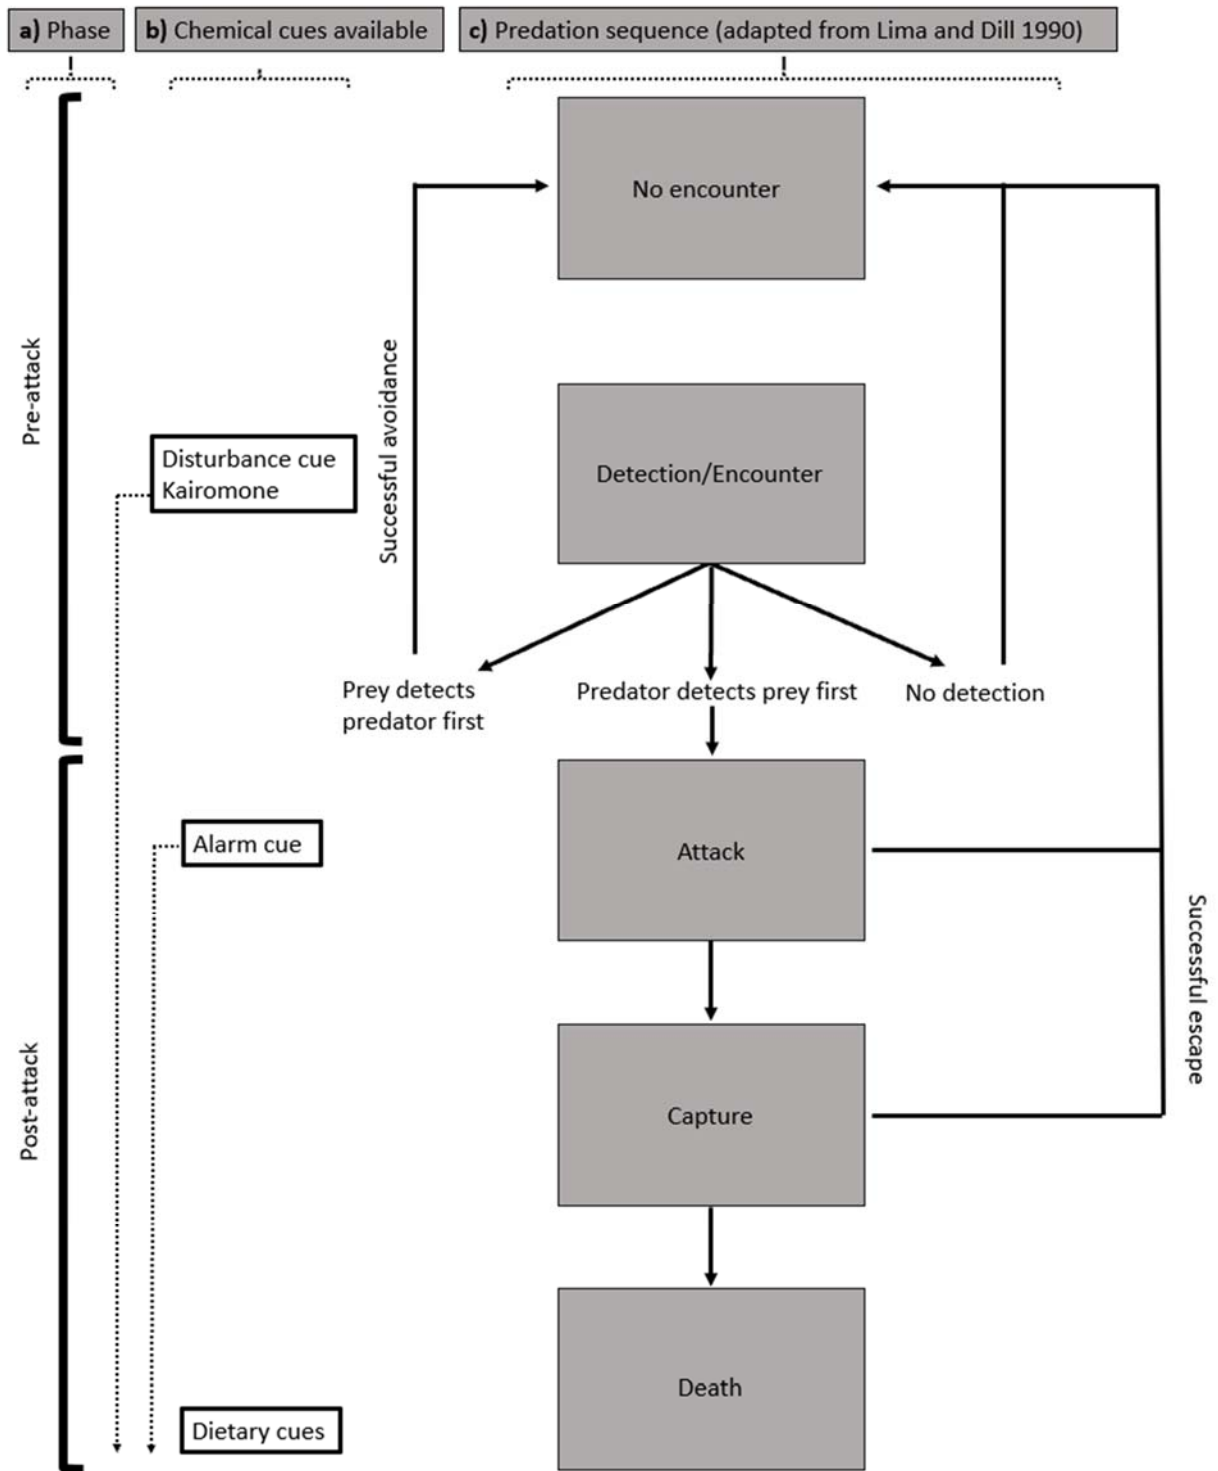 a) Phase
b) Chemical cues available
c) Predation sequence (adapted from Lima and Dill 1990)
No encounter
Pre-attack
Successful avoidance
Disturbance cue
Kairomone
Detection/Encounter
Prey detects
predator first
Predator detects prey first
No detection
Alarm cue
Attack
Successful escape
Post-attack
Capture
Death
Dietary cues